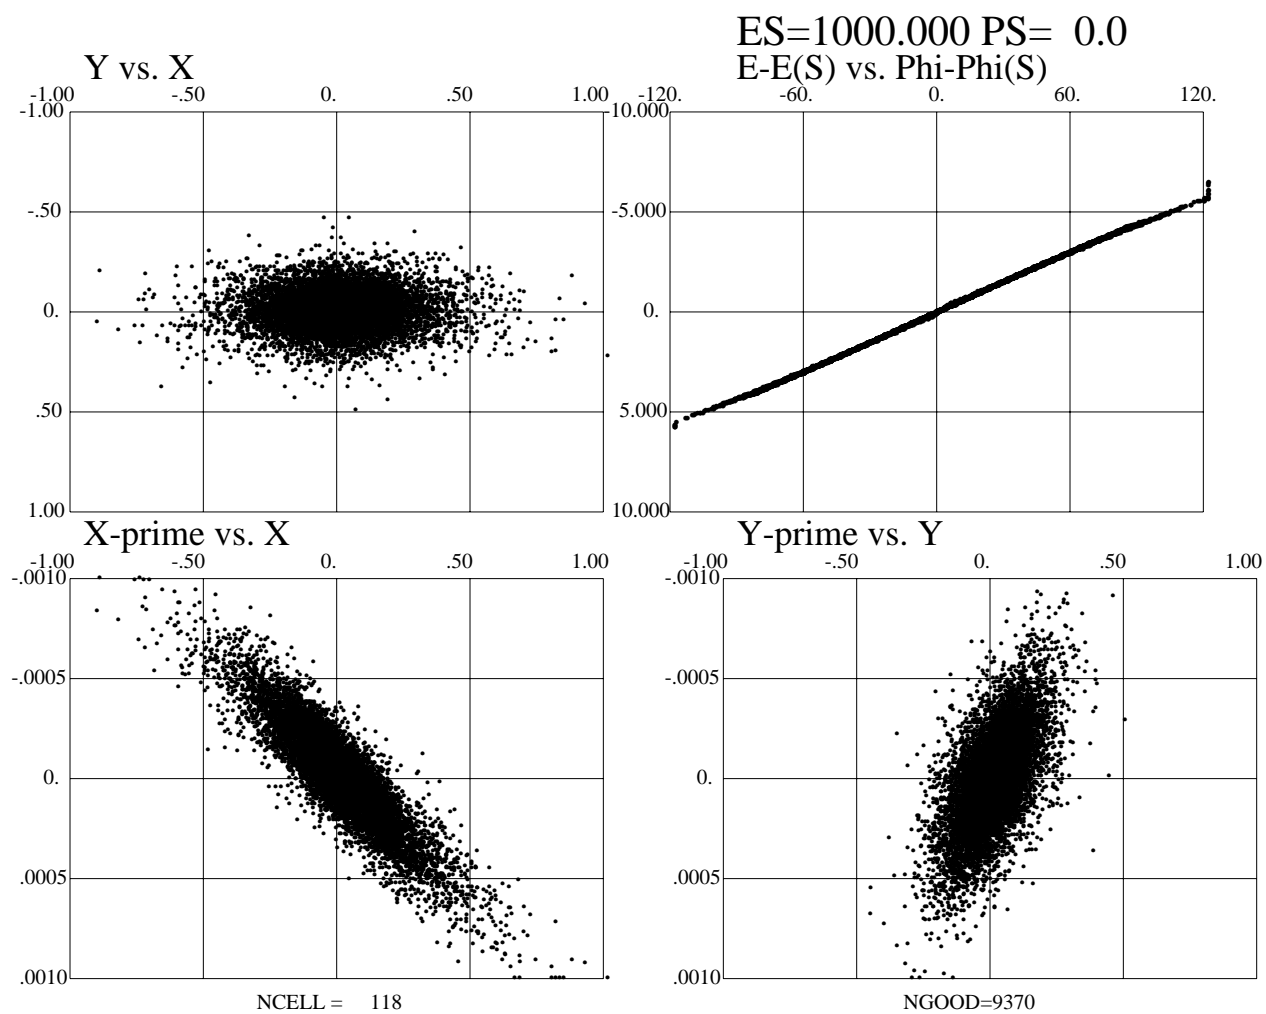 ES=1000.000 PS= 0.0
Y vs. X
E-E(S) vs. Phi-Phi(S)
-1.00 -.50 0. .50 1.00
-120. -60. 0. 60. 120.
-1.00
-.50
0.
.50
1.00
-10.000
-5.000
0.
5.000
10.000
X-prime vs. X
Y-prime vs. Y
-1.00 -.50 0. .50 1.00
-1.00 -.50 0. .50 1.00
-.0010
-.0005
0.
.0005
.0010
-.0010
-.0005
0.
.0005
.0010
NCELL = 118
NGOOD=9370